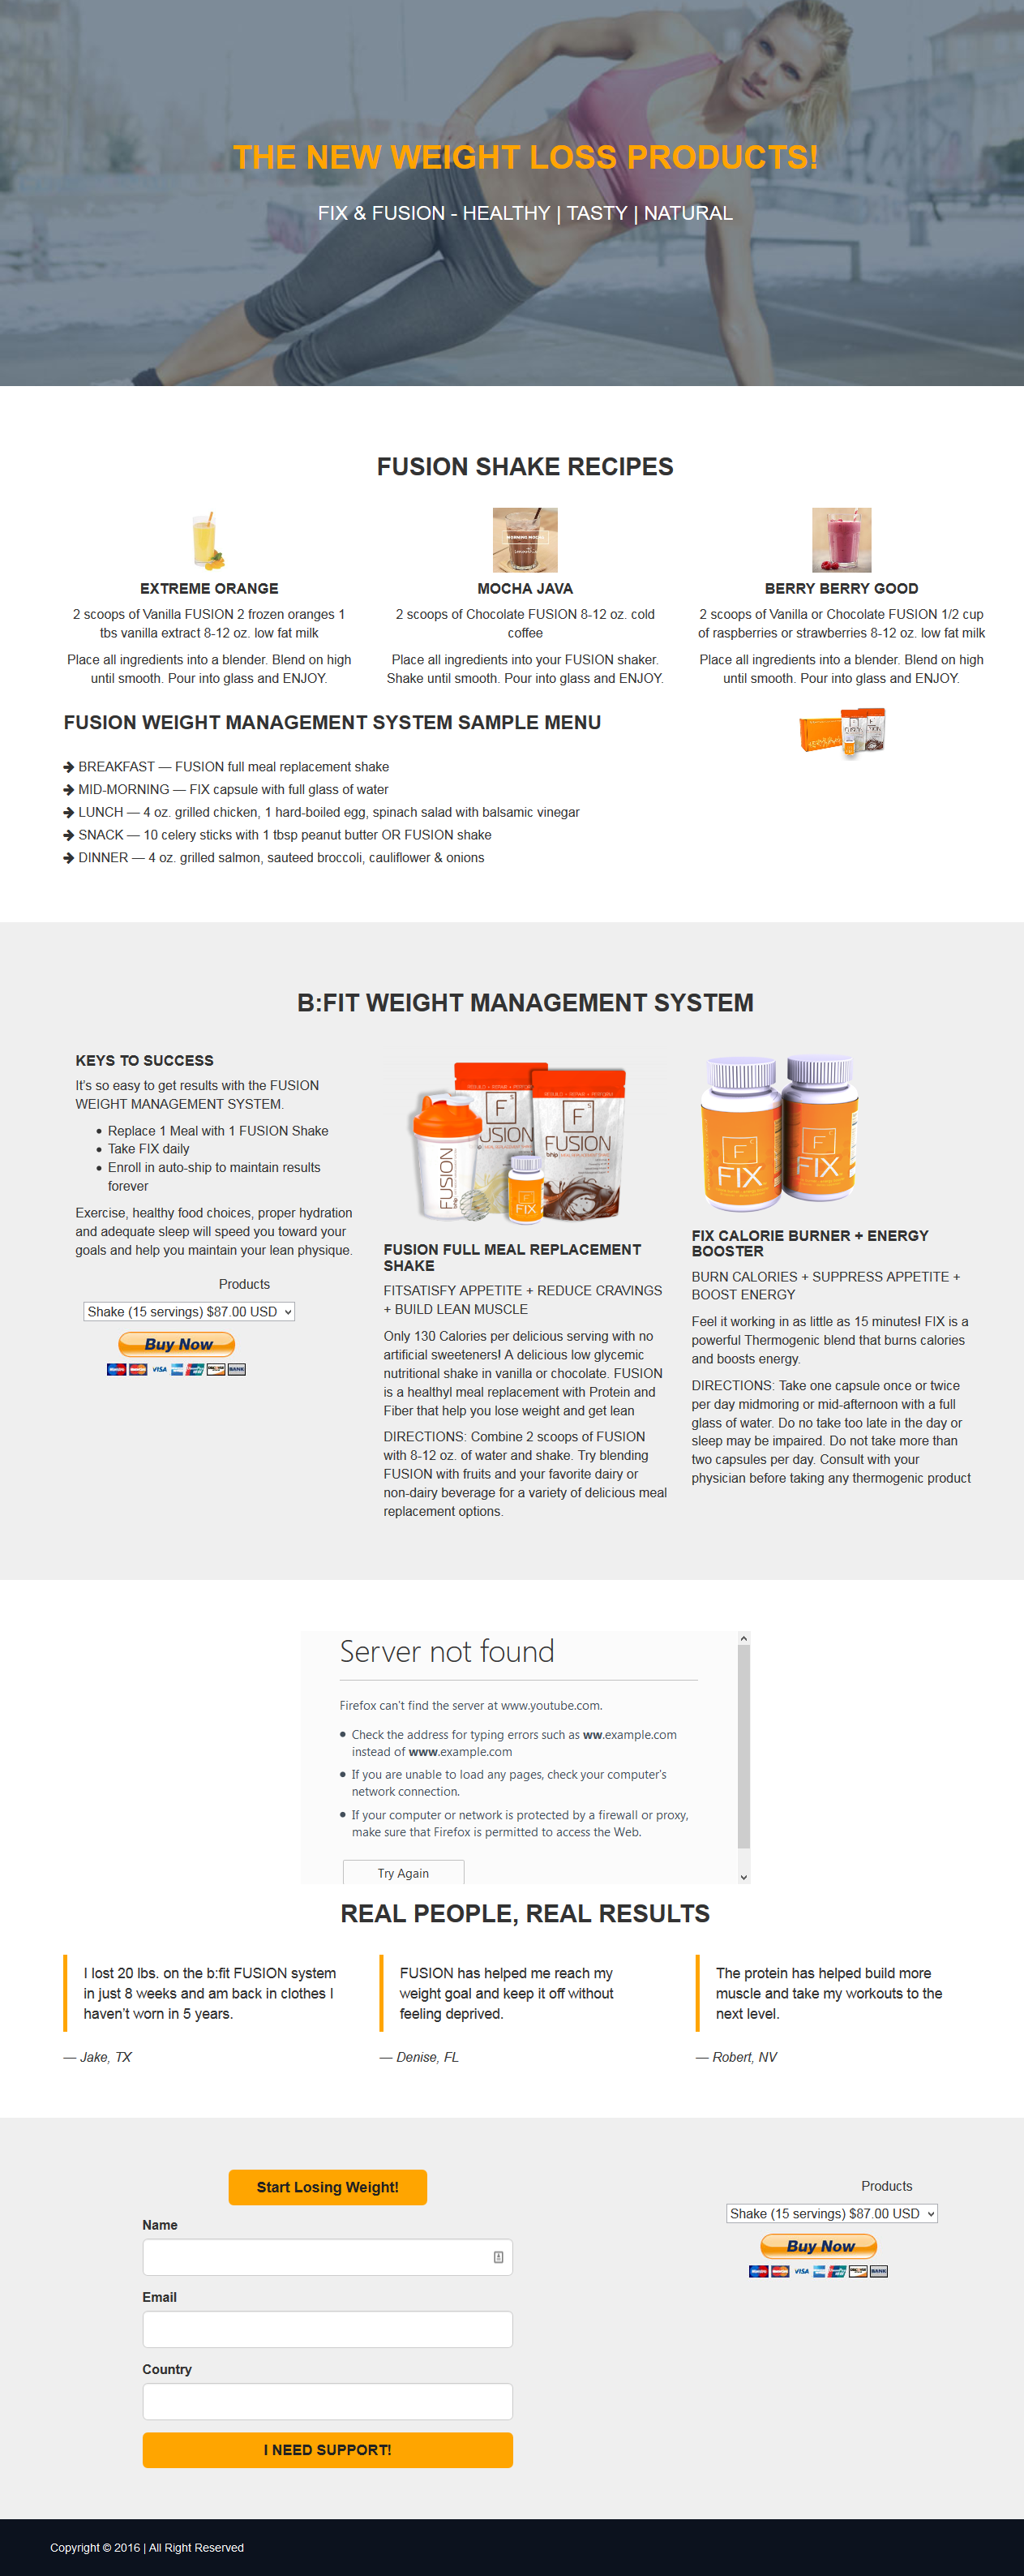 THE NEW WEIGHT LOSS PRODUCTS!
FIX & FUSION - HEALTHY | TASTY | NATURAL
FUSION SHAKE RECIPES
EXTREME ORANGE
2 scoops of Vanilla FUSION 2 frozen oranges 1
tbs vanilla extract 8-12 oz. low fat milk
Place all ingredients into a blender. Blend on high
until smooth. Pour into glass and ENJOY.
MOCHA JAVA
2 scoops of Chocolate FUSION 8-12 oz. cold
coffee
Place all ingredients into your FUSION shaker.
Shake until smooth. Pour into glass and ENJOY.
BERRY BERRY GOOD
2 scoops of Vanilla or Chocolate FUSION 1/2 cup
of raspberries or strawberries 8-12 oz. low fat milk
Place all ingredients into a blender. Blend on high
until smooth. Pour into glass and ENJOY.
FUSION WEIGHT MANAGEMENT SYSTEM SAMPLE MENU
BREAKFAST — FUSION full meal replacement shake
MID-MORNING — FIX capsule with full glass of water
LUNCH — 4 oz. grilled chicken, 1 hard-boiled egg, spinach salad with balsamic vinegar
SNACK — 10 celery sticks with 1 tbsp peanut butter OR FUSION shake
DINNER — 4 oz. grilled salmon, sauteed broccoli, cauliflower & onions
B:FIT WEIGHT MANAGEMENT SYSTEM
KEYS TO SUCCESS
It's so easy to get results with the FUSION
WEIGHT MANAGEMENT SYSTEM.
Replace 1 Meal with 1 FUSION Shake
Take FIX daily
Enroll in auto-ship to maintain results
forever
Exercise, healthy food choices, proper hydration
and adequate sleep will speed you toward your
goals and help you maintain your lean physique.
Products
Shake (15 servings) $87.00 USD
Buy Now
VISA
BANK
FUSION
F
USION
F
FUSION
F
FIX
FUSION FULL MEAL REPLACEMENT
SHAKE
FITSATISFY APPETITE + REDUCE CRAVINGS
+ BUILD LEAN MUSCLE
Only 130 Calories per delicious serving with no
artificial sweeteners! A delicious low glycemic
nutritional shake in vanilla or chocolate. FUSION
is a healthyl meal replacement with Protein and
Fiber that help you lose weight and get lean
DIRECTIONS: Combine 2 scoops of FUSION
with 8-12 oz. of water and shake. Try blending
FUSION with fruits and your favorite dairy or
non-dairy beverage for a variety of delicious meal
replacement options.
F
FIX
F
FIX
FIX CALORIE BURNER + ENERGY
BOOSTER
BURN CALORIES + SUPPRESS APPETITE +
BOOST ENERGY
Feel it working in as little as 15 minutes! FIX is a
powerful Thermogenic blend that burns calories
and boosts energy.
DIRECTIONS: Take one capsule once or twice
per day midmoring or mid-afternoon with a full
glass of water. Do no take too late in the day or
sleep may be impaired. Do not take more than
two capsules per day. Consult with your
physician before taking any thermogenic product
Server not found
Firefox can't find the server at www.youtube.com.
Check the address for typing errors such as ww.example.com
instead of www.example.com
If you are unable to load any pages, check your computer's
network connection.
If your computer or network is protected by a firewall or proxy,
make sure that Firefox is permitted to access the Web.
Try Again
REAL PEOPLE, REAL RESULTS
I lost 20 lbs. on the b:fit FUSION system
in just 8 weeks and am back in clothes I
haven't worn in 5 years.
— Jake, TX
FUSION has helped me reach my
weight goal and keep it off without
feeling deprived.
— Denise, FL
The protein has helped build more
muscle and take my workouts to the
next level.
— Robert, NV
Start Losing Weight!
Name
Email
Country
I NEED SUPPORT!
Products
Shake (15 servings) $87.00 USD
Buy Now
VISA
BANK
Copyright © 2016 | All Right Reserved